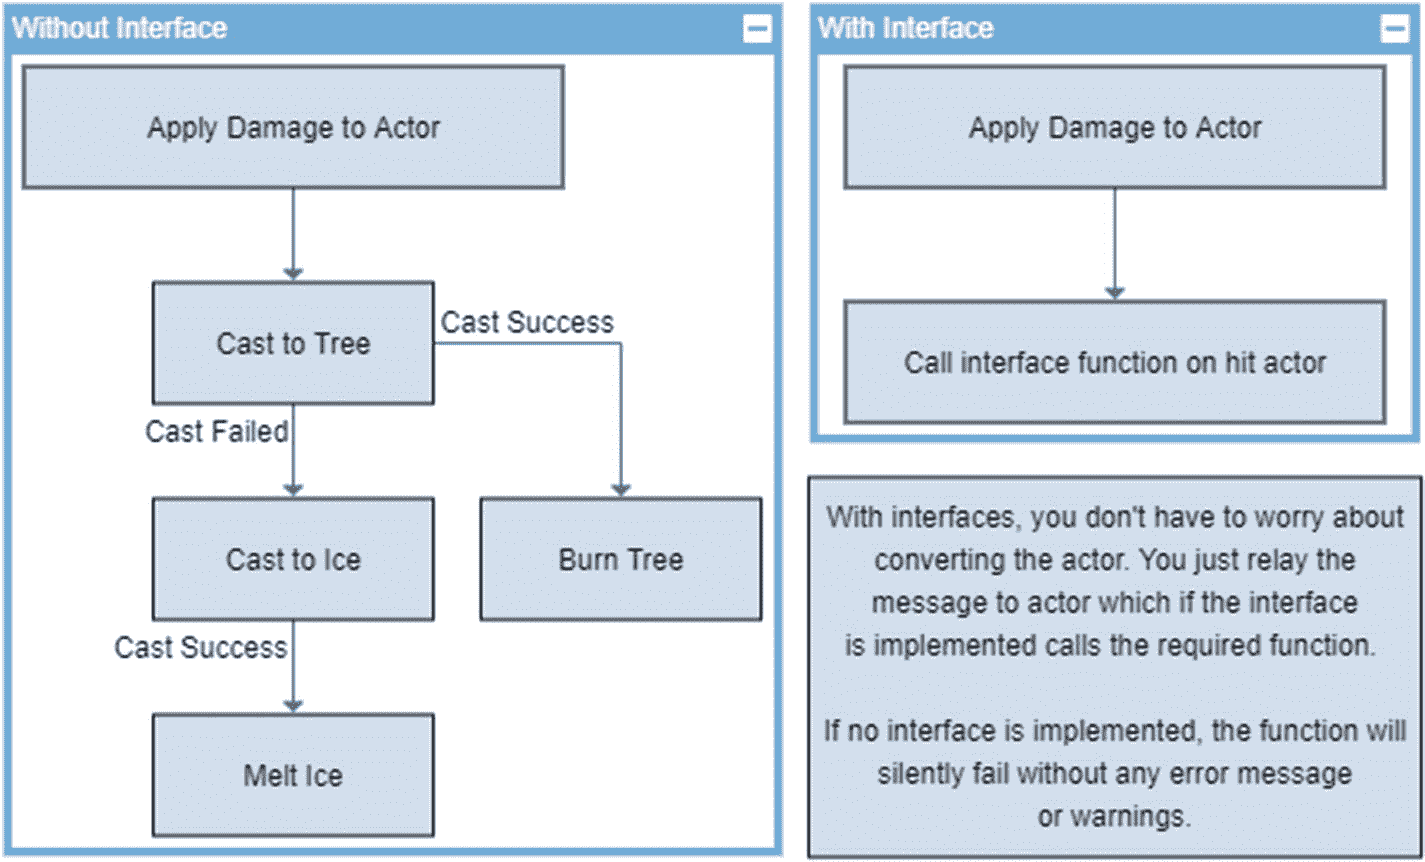 Without Interface
Apply Damage to Actor
Cast to Tree
Cast Success
Cast Failed
Cast to Ice
Burn Tree
Cast Success
Melt Ice
With Interface
Apply Damage to Actor
Call interface function on hit actor
With interfaces, you don't have to worry about
converting the actor. You just relay the
message to actor which if the interface
is implemented calls the required function.
If no interface is implemented, the function will
silently fail without any error message
or warnings.